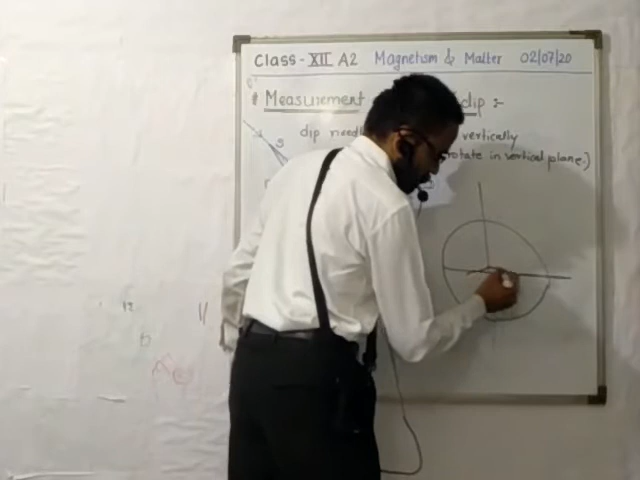 Class - XII A2 Magnetism & Matter 02/07/20
# Measurement dip :-
dip need vertically
rotate in vertical plane.)